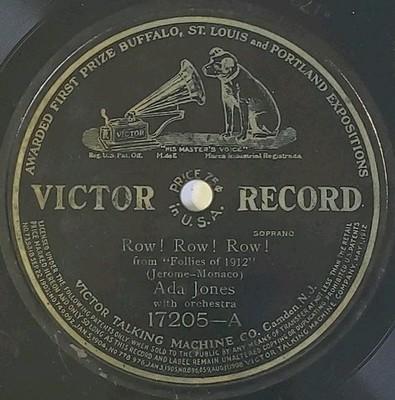 AWARDED FIRST PRIZE BUFFALO, ST. LOUIS and PORTLAND EXPOSITIONS
VICTOR
"HIS MASTER'S VOICE"
Reg. U.S. Pat. Off. M. de F. Marca Industrial Registrada
VICTOR RECORD
PRICE 75¢
in U.S.A.
SOPRANO
Row! Row! Row!
from "Follies of 1912"
(Jerome-Monaco)
Ada Jones
with orchestra
17205-A
VICTOR TALKING MACHINE CO. Camden, N.J.